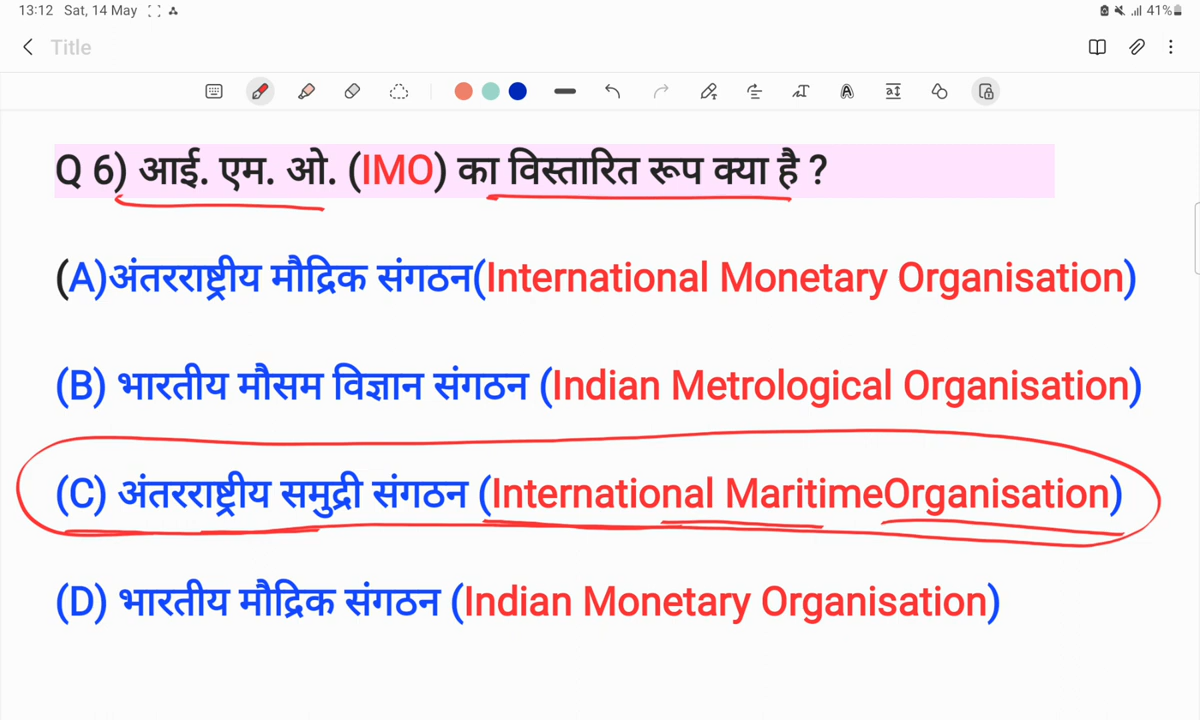 13:12 Sat, 14 May
41%
Title
Q 6) आई. एम. ओ. (IMO) का विस्तारित रूप क्या है ?
(A)अंतरराष्ट्रीय मौद्रिक संगठन(International Monetary Organisation)
(B) भारतीय मौसम विज्ञान संगठन (Indian Metrological Organisation)
(C) अंतरराष्ट्रीय समुद्री संगठन (International MaritimeOrganisation)
(D) भारतीय मौद्रिक संगठन (Indian Monetary Organisation)